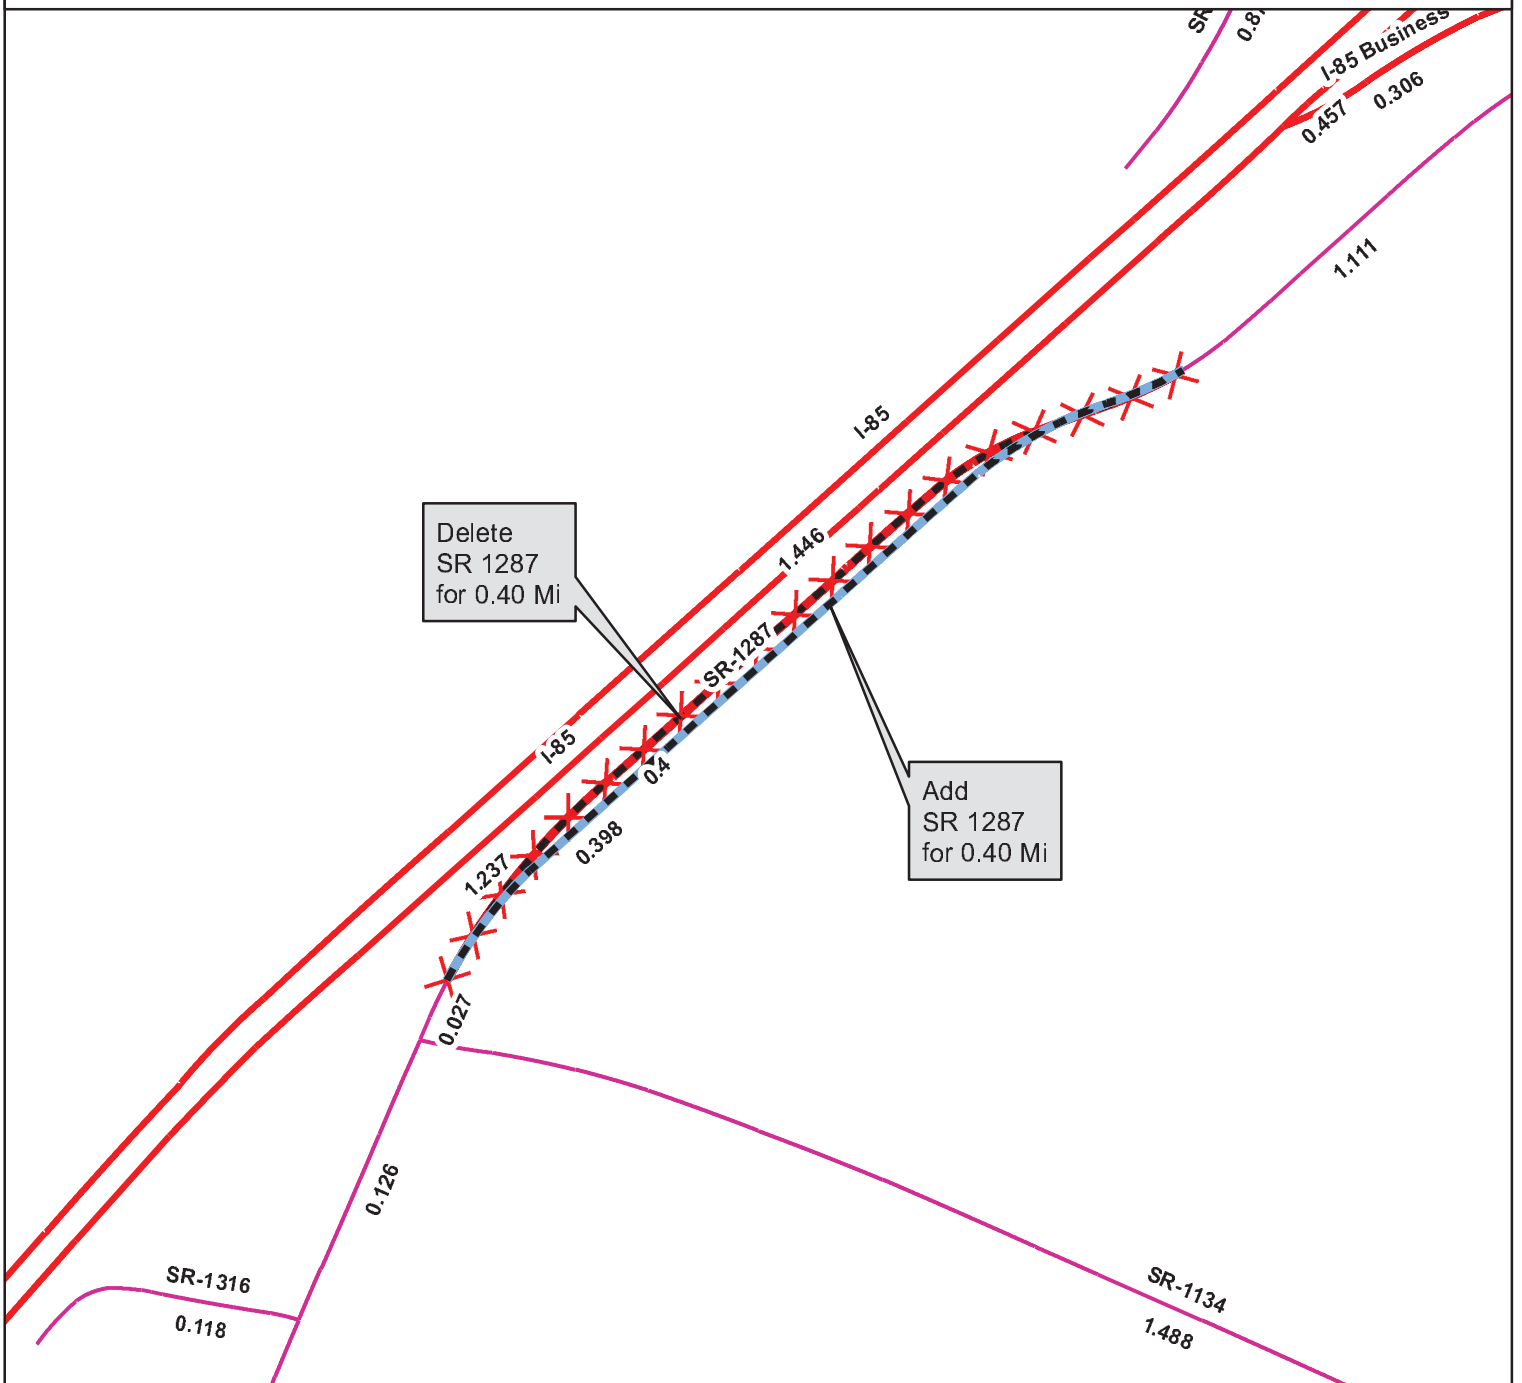 I-85 Business
0.306
0.457
1.111
I-85
Delete
SR 1287
for 0.40 Mi
1.446
SR-1287
I-85
0.4
Add
SR 1287
for 0.40 Mi
0.398
1.237
0.027
0.126
SR-1316
0.118
SR-1134
1.488